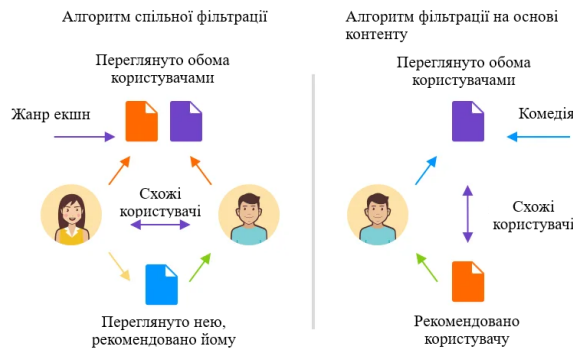 Алгоритм спільної фільтрації
Переглянуто обома
користувачами
Жанр екшн
Схожі
користувачі
Переглянуто нею,
рекомендовано йому
Алгоритм фільтрації на основі
контенту
Переглянуто обома
користувачами
Комедія
Схожі
користувачі
Рекомендовано
користувачу